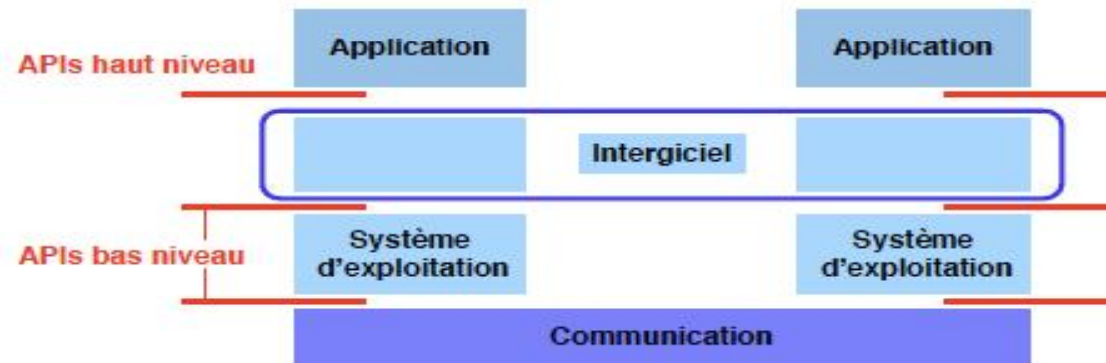 Application
Application
APIs haut niveau
Intergiciel
APIs bas niveau
Système
d'exploitation
Système
d'exploitation
Communication